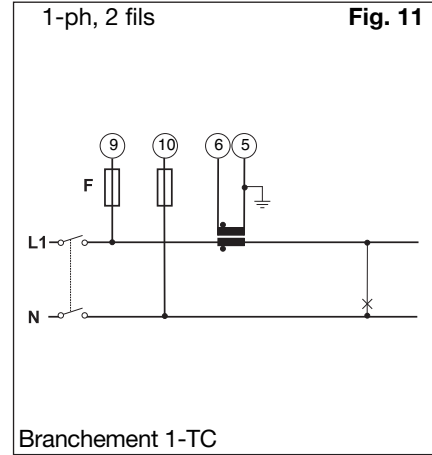 1-ph, 2 fils Fig. 11
9 10 6 5
F
L1
N
Branchement 1-TC